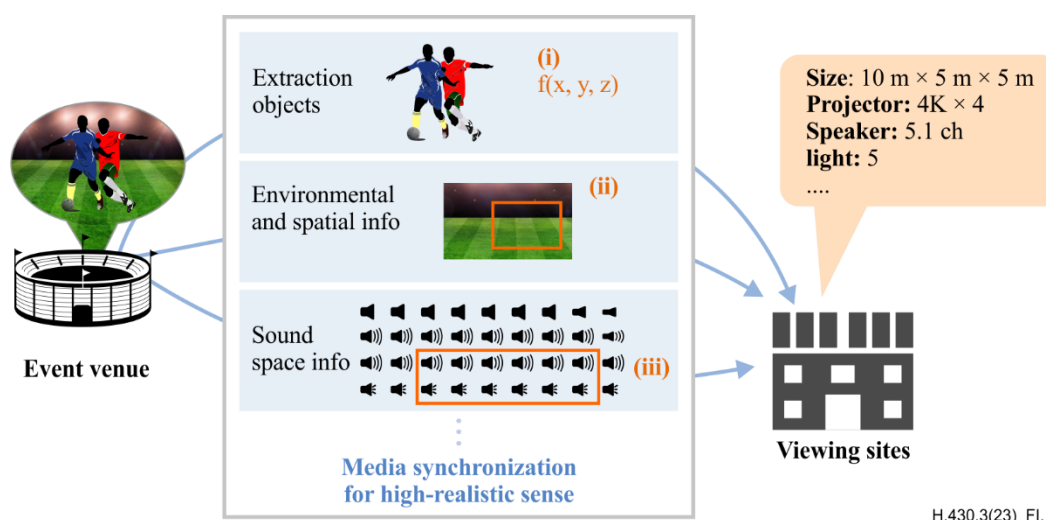 Extraction
objects
(i)
f(x, y, z)
Environmental
and spatial info
(ii)
Sound
space info
(iii)
Media synchronization
for high-realistic sense
Event venue
Size: 10 m × 5 m × 5 m
Projector: 4K × 4
Speaker: 5.1 ch
light: 5
....
Viewing sites
H.430.3(23)_FI.